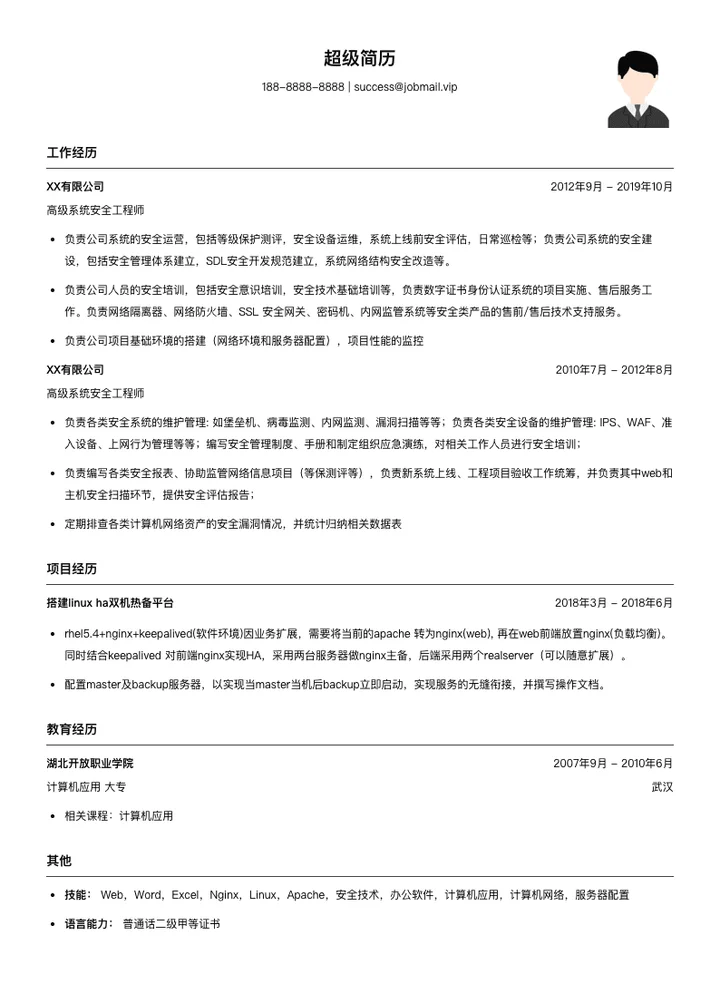 超级简历
188-8888-8888 | success@jobmail.vip
工作经历
XX有限公司 2012年9月 – 2019年10月
高级系统安全工程师
• 负责公司系统的安全运营，包括等级保护测评，安全设备运维，系统上线前安全评估，日常巡检等；负责公司系统的安全建
设，包括安全管理体系建立，SDL安全开发规范建立，系统网络结构安全改造等。
• 负责公司人员的安全培训，包括安全意识培训，安全技术基础培训等，负责数字证书身份认证系统的项目实施、售后服务工
作。负责网络隔离器、网络防火墙、SSL 安全网关、密码机、内网监管系统等安全类产品的售前/售后技术支持服务。
• 负责公司项目基础环境的搭建（网络环境和服务器配置），项目性能的监控
XX有限公司 2010年7月 – 2012年8月
高级系统安全工程师
• 负责各类安全系统的维护管理: 如堡垒机、病毒监测、内网监测、漏洞扫描等等；负责各类安全设备的维护管理: IPS、WAF、准
入设备、上网行为管理等等；编写安全管理制度、手册和制定组织应急演练，对相关工作人员进行安全培训；
• 负责编写各类安全报表、协助监管网络信息项目（等保测评等），负责新系统上线、工程项目验收工作统筹，并负责其中web和
主机安全扫描环节，提供安全评估报告；
• 定期排查各类计算机网络资产的安全漏洞情况，并统计归纳相关数据表
项目经历
搭建linux ha双机热备平台 2018年3月 – 2018年6月
• rhel5.4+nginx+keepalived(软件环境)因业务扩展，需要将当前的apache 转为nginx(web), 再在web前端放置nginx(负载均衡)。
同时结合keepalived 对前端nginx实现HA，采用两台服务器做nginx主备，后端采用两个realserver（可以随意扩展）。
• 配置master及backup服务器，以实现当master当机后backup立即启动，实现服务的无缝衔接，并撰写操作文档。
教育经历
湖北开放职业学院 2007年9月 – 2010年6月
计算机应用 大专 武汉
• 相关课程：计算机应用
其他
• 技能： Web，Word，Excel，Nginx，Linux，Apache，安全技术，办公软件，计算机应用，计算机网络，服务器配置
• 语言能力： 普通话二级甲等证书